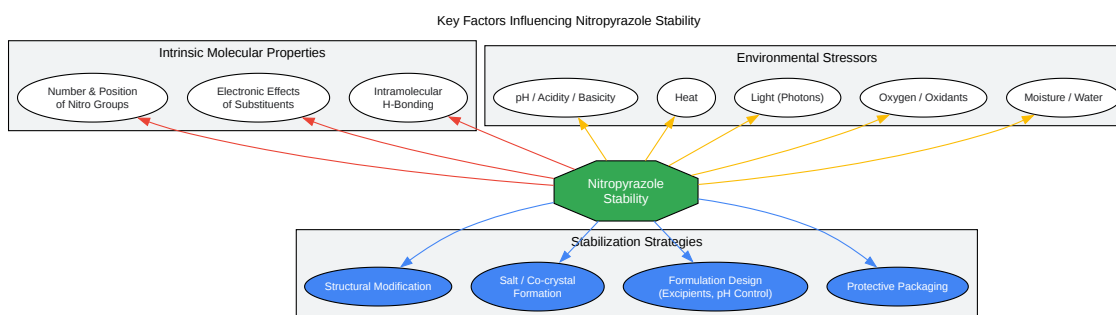 Key Factors Influencing Nitropyrazole Stability
Intrinsic Molecular Properties
Number & Position
of Nitro Groups
Electronic Effects
of Substituents
Intramolecular
H-Bonding
Environmental Stressors
pH / Acidity / Basicity
Heat
Light (Photons)
Oxygen / Oxidants
Moisture / Water
Nitropyrazole
Stability
Stabilization Strategies
Structural Modification
Salt / Co-crystal
Formation
Formulation Design
(Excipients, pH Control)
Protective Packaging